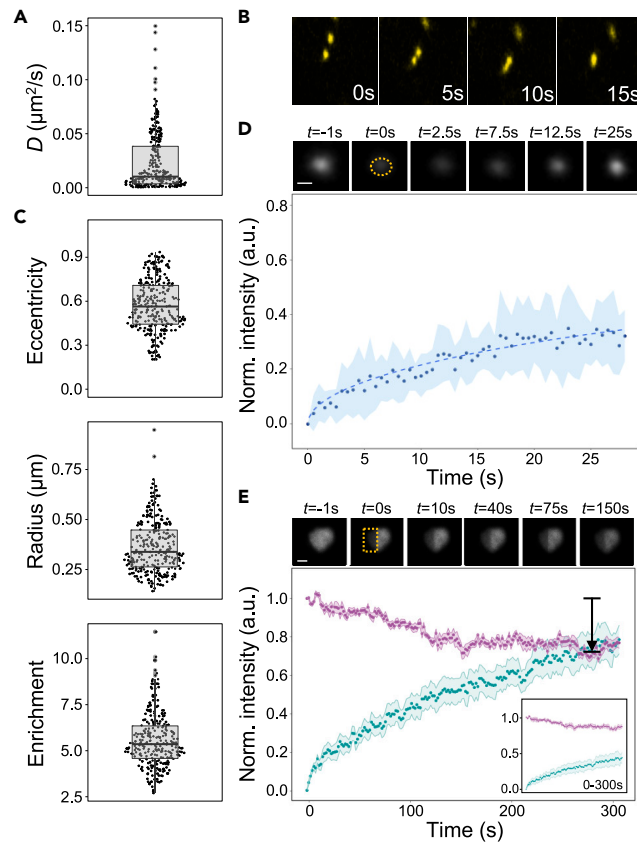 A
D (μm²/s)
0.15
0.10
0.05
0.00
B
0s
5s
10s
15s
C
Eccentricity
0.9
0.6
0.3
0.0
Radius (μm)
0.75
0.50
0.25
Enrichment
10.0
7.5
5.0
2.5
D
t=-1s
t=0s
t=2.5s
t=7.5s
t=12.5s
t=25s
Norm. intensity (a.u.)
0.8
0.6
0.4
0.2
0.0
0
5
10
15
20
25
Time (s)
E
t=-1s
t=0s
t=10s
t=40s
t=75s
t=150s
Norm. intensity (a.u.)
1.0
0.8
0.6
0.4
0.2
0.0
1.0
0.5
0
0-300s
0
100
200
300
Time (s)